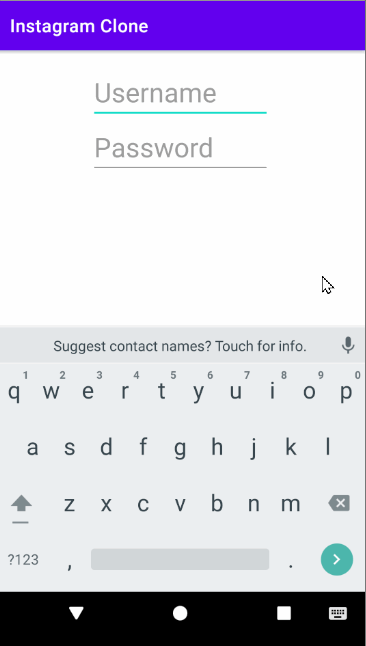 Instagram Clone
Username
Password
Suggest contact names? Touch for info.
1 2 3 4 5 6 7 8 9 0
q w e r t y u i o p
a s d f g h j k l
z x c v b n m
?123 , .